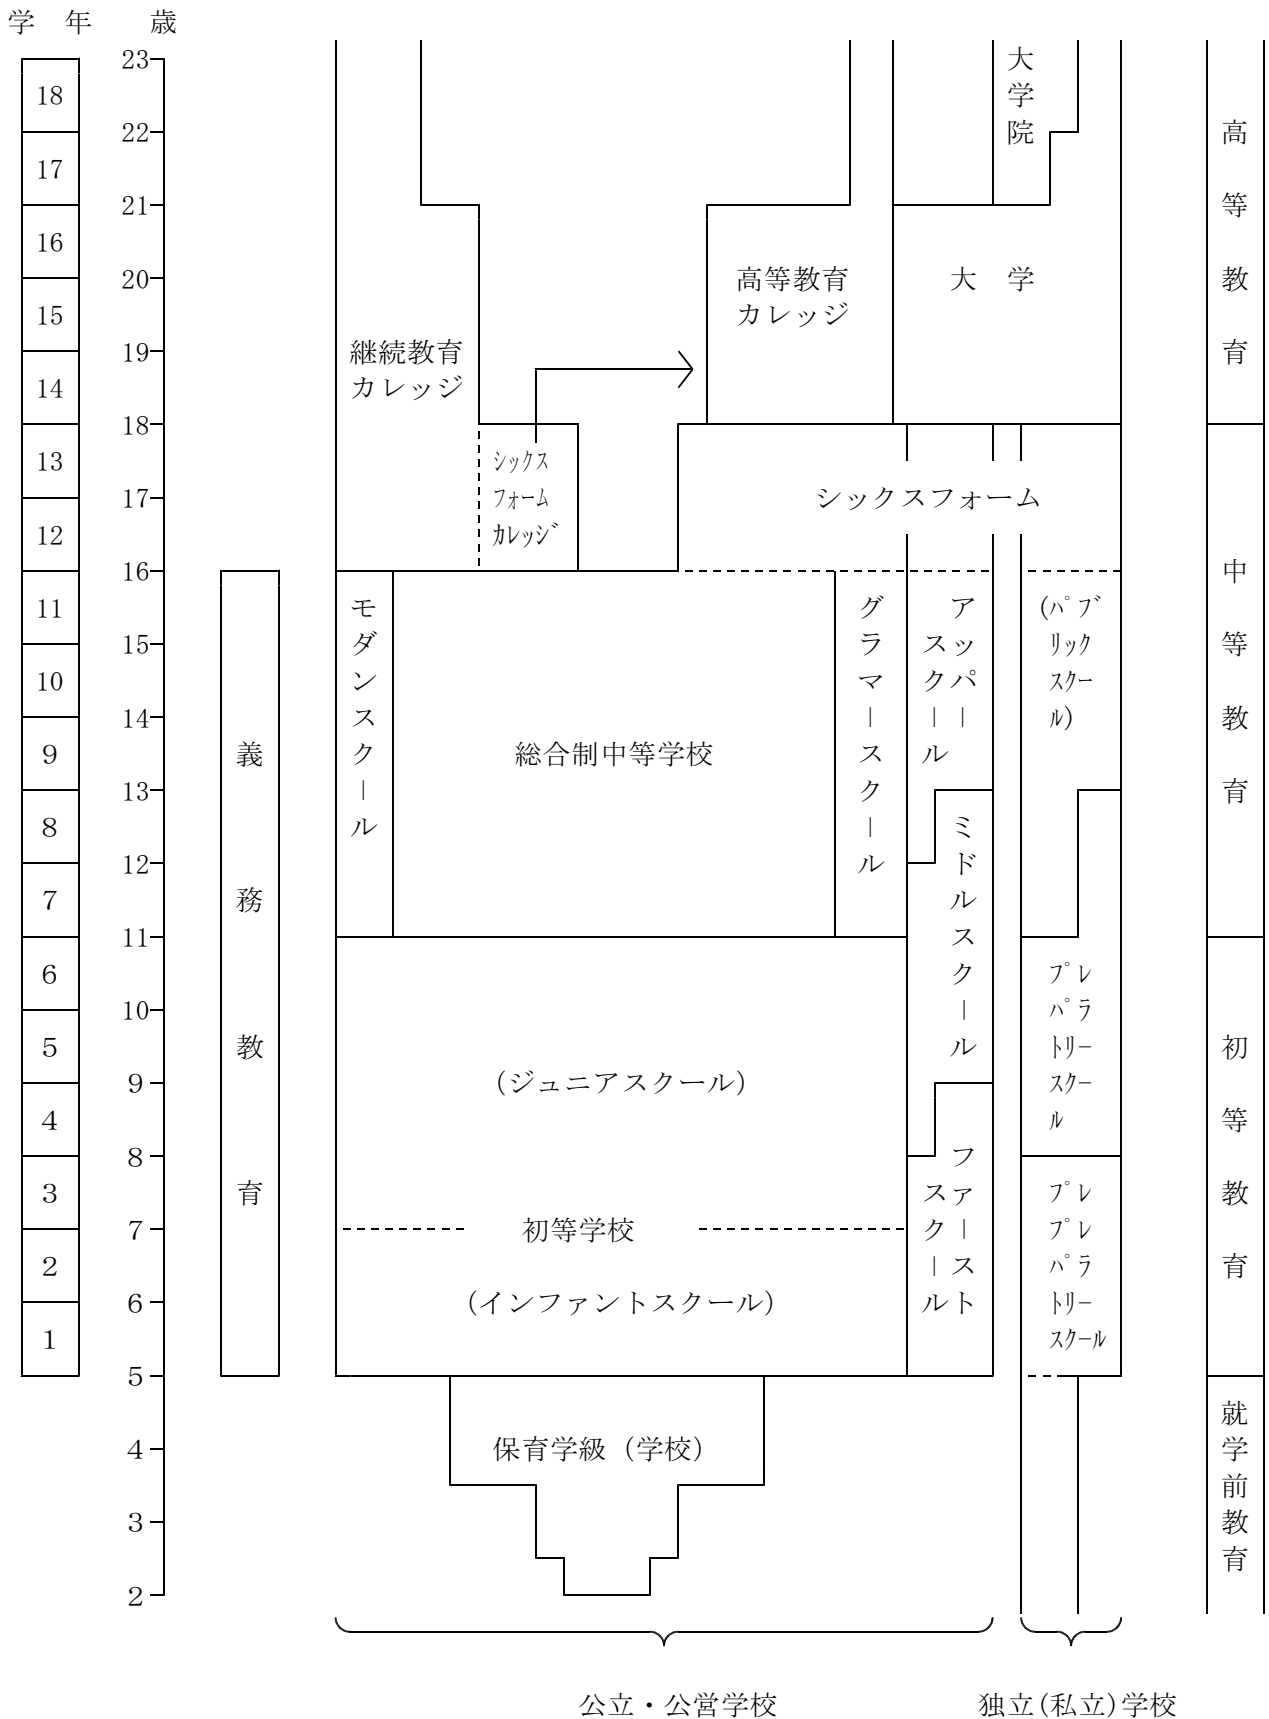 学　年　　歳
23
18
22
17
21
16
20
15
19
14
18
13
17
12
16
11
15
10
14
9
13
8
12
7
11
6
10
5
9
4
8
3
7
2
6
1
5
4
3
2
義務教育
継続教育
カレッジ
シックス
フォーム
カレッジ
高等教育
カレッジ
大　学
大学院
シックスフォーム
モダンスクール
総合制中等学校
グラマースクール
アッパー
スクール
(パブ
リック
スクー
ル)
ミドルスクール
(ジュニアスクール)
初等学校
(インファントスクール)
ファースト
スクール
プレ
パラ
トリー
スクー
ル
プレ
プレ
パラ
トリー
スクール
保育学級（学校）
高等教育
中等教育
初等教育
就学前教育
公立・公営学校
独立(私立)学校